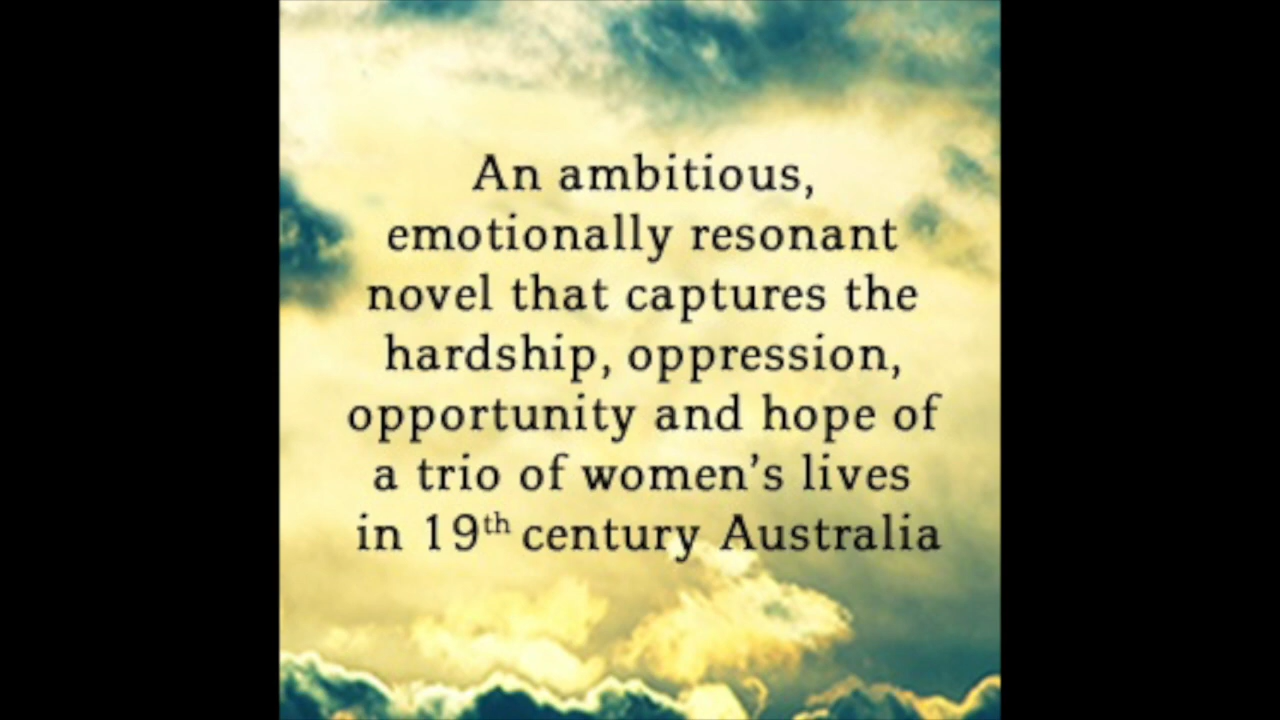 An ambitious,
emotionally resonant
novel that captures the
hardship, oppression,
opportunity and hope of
a trio of women’s lives
in 19th century Australia